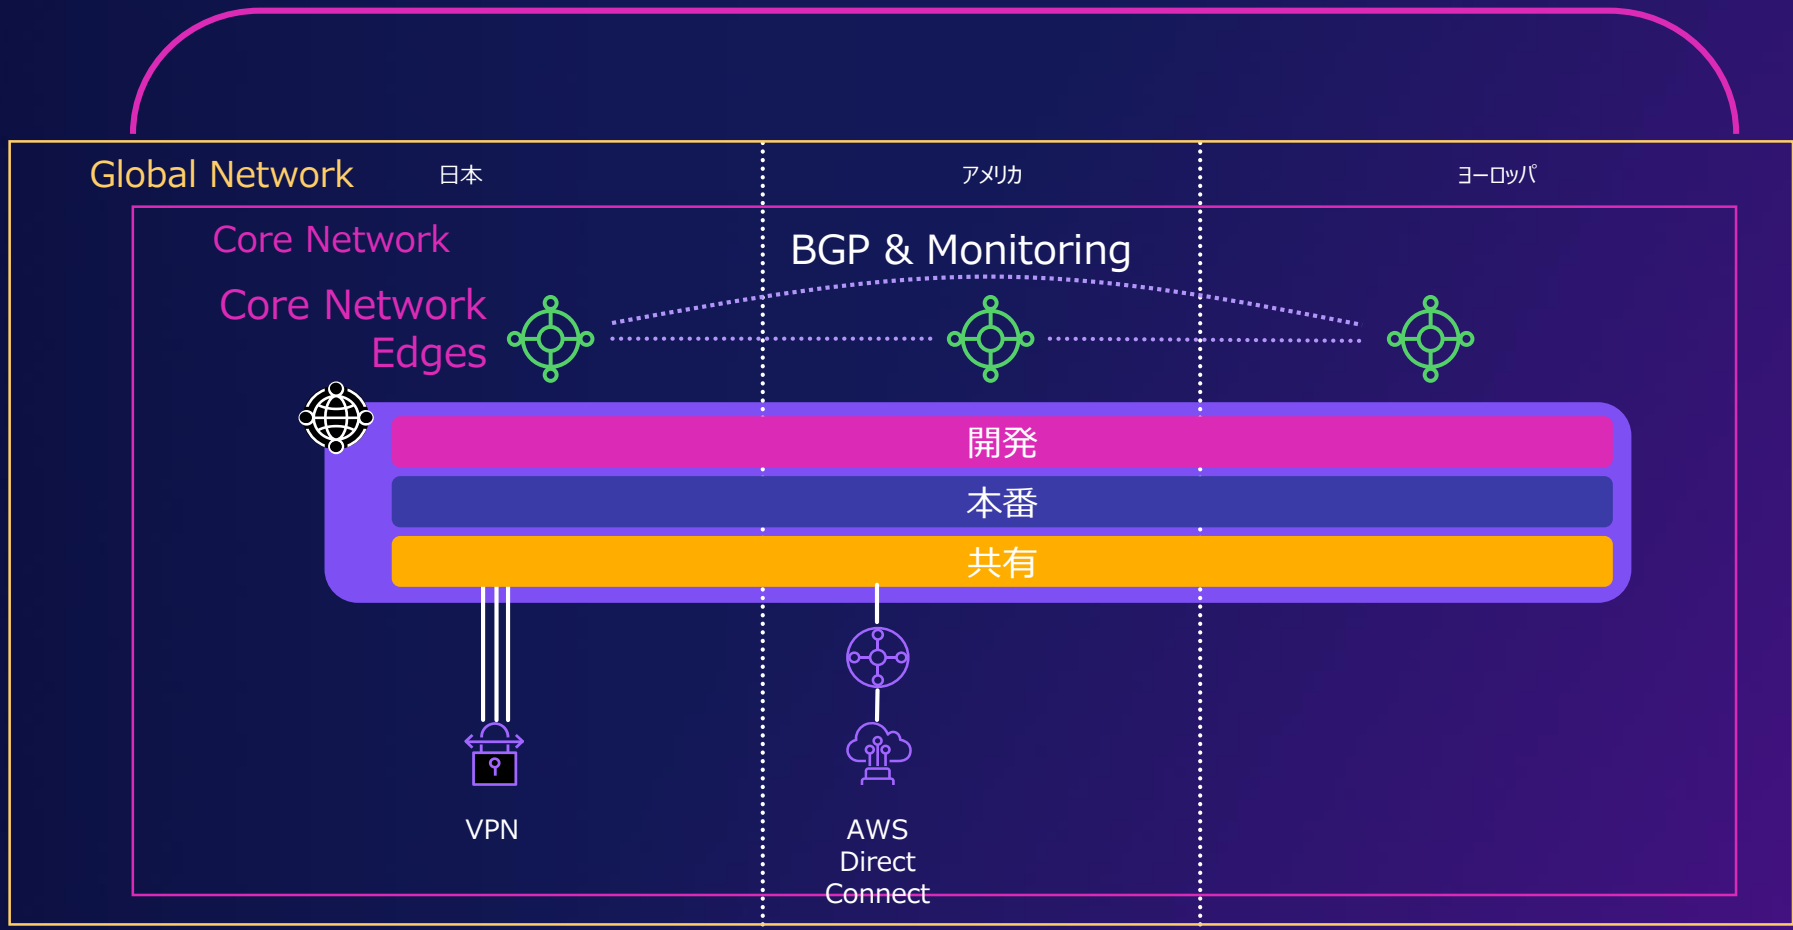 Global Network
日本
アメリカ
ヨーロッパ
Core Network
BGP & Monitoring
Core Network
Edges
開発
本番
共有
VPN
AWS
Direct
Connect